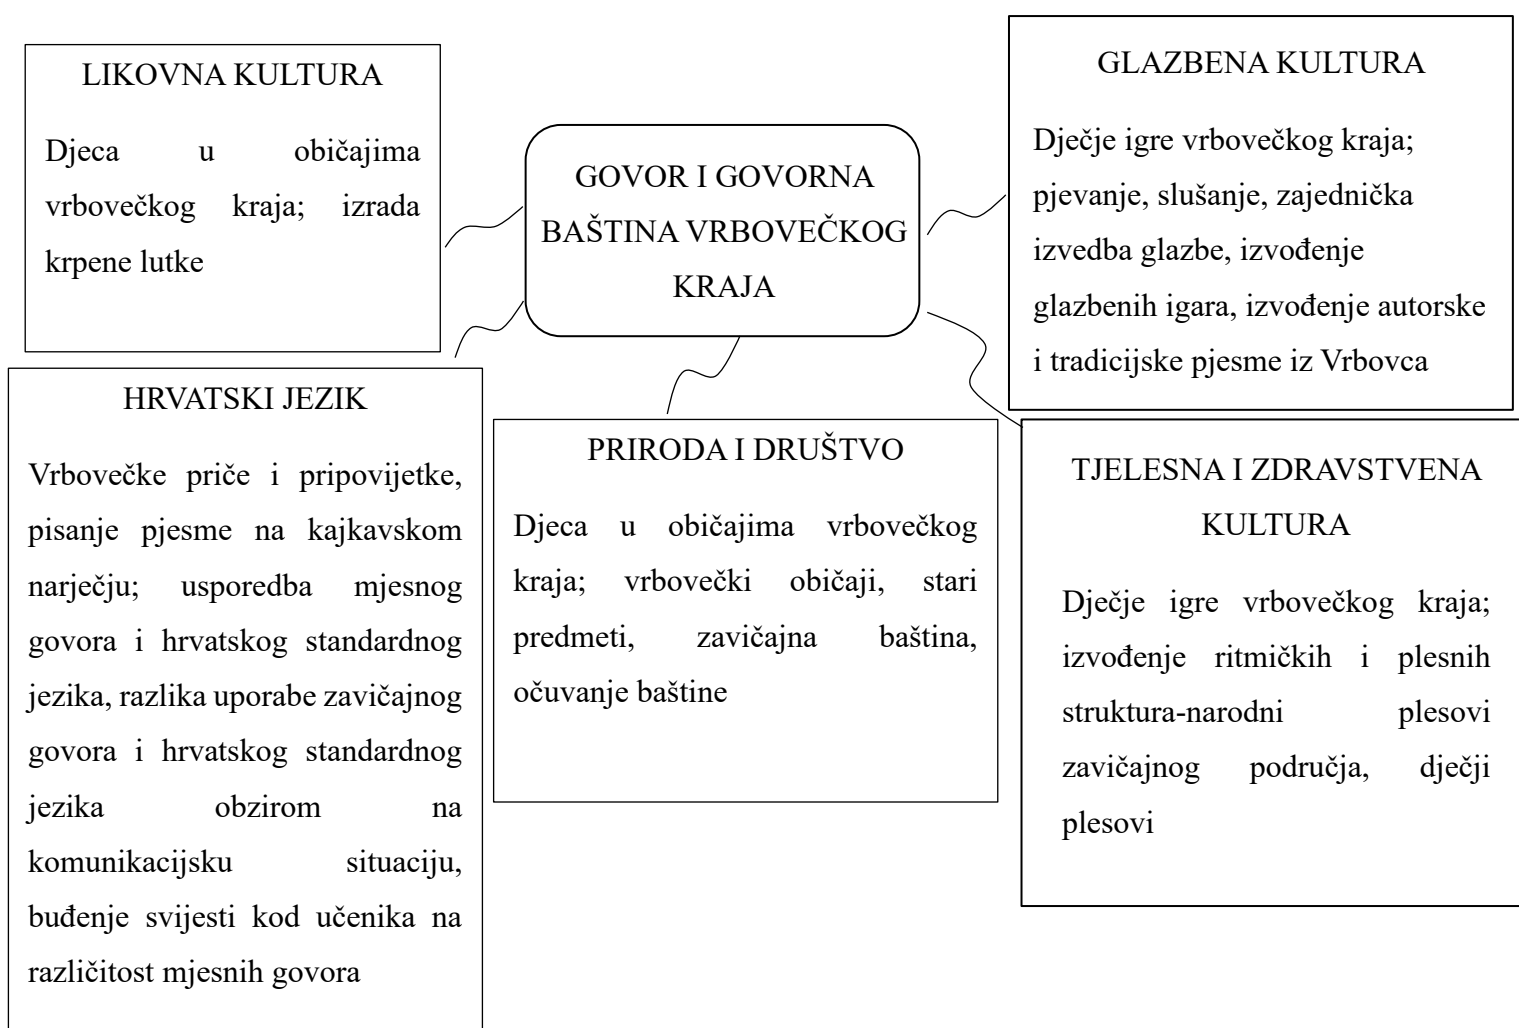 LIKOVNA KULTURA
Djeca u običajima
vrbovečkog kraja; izrada
krpene lutke
GOVOR I GOVORNA
BAŠTINA VRBOVEČKOG
KRAJA
GLAZBENA KULTURA
Dječje igre vrbovečkog kraja;
pjevanje, slušanje, zajednička
izvedba glazbe, izvođenje
glazbenih igara, izvođenje autorske
i tradicijske pjesme iz Vrbovca
HRVATSKI JEZIK
Vrbovečke priče i pripovijetke,
pisanje pjesme na kajkavskom
narječju; usporedba mjesnog
govora i hrvatskog standardnog
jezika, razlika uporabe zavičajnog
govora i hrvatskog standardnog
jezika obzirom na
komunikacijsku situaciju,
buđenje svijesti kod učenika na
različitost mjesnih govora
PRIRODA I DRUŠTVO
Djeca u običajima vrbovečkog
kraja; vrbovečki običaji, stari
predmeti, zavičajna baština,
očuvanje baštine
TJELESNA I ZDRAVSTVENA
KULTURA
Dječje igre vrbovečkog kraja;
izvođenje ritmičkih i plesnih
struktura-narodni plesovi
zavičajnog područja, dječji
plesovi